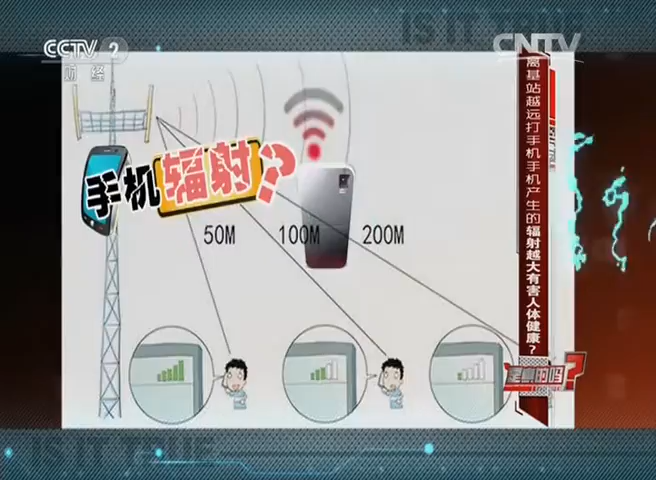 IS IT TRUE
CCTV 2
财经
CNTV
手机辐射?
50M
100M
200M
离基站越远打手机手机产生的辐射越大有害人体健康?
是真的吗?
IS IT TRUE